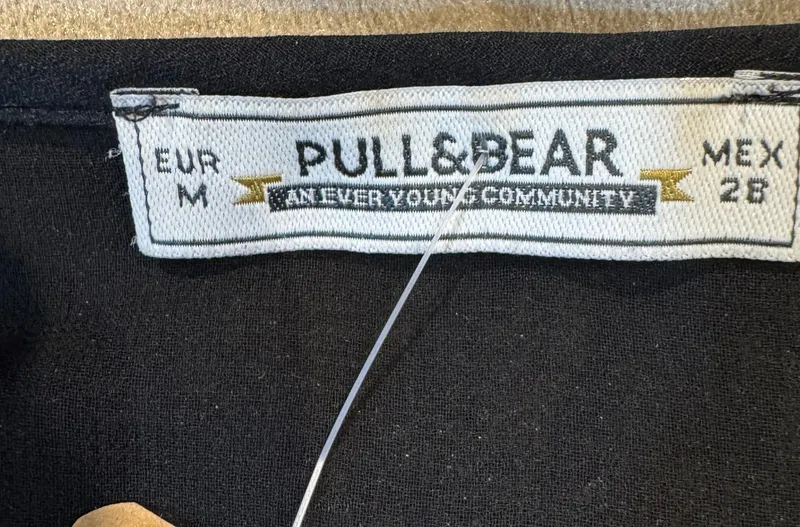 EUR
M
PULL&BEAR
AN EVER YOUNG COMMUNITY
MEX
28